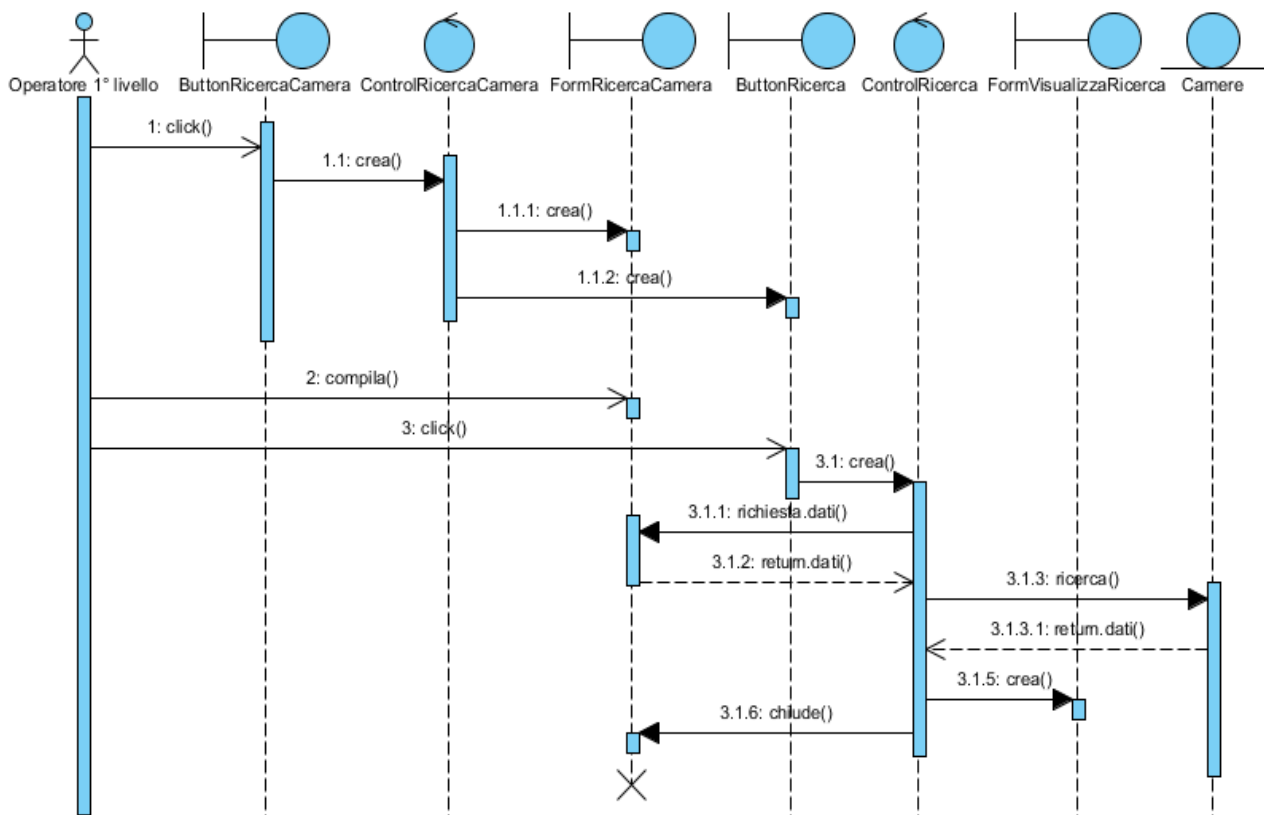 Operatore 1° livello
ButtonRicercaCamera
ControlRicercaCamera
FormRicercaCamera
ButtonRicerca
ControlRicerca
FormVisualizzaRicerca
Camere
1: click()
1.1: crea()
1.1.1: crea()
1.1.2: crea()
2: compila()
3: click()
3.1: crea()
3.1.1: richiesta.dati()
3.1.2: return.dati()
3.1.3: ricerca()
3.1.3.1: return.dati()
3.1.5: crea()
3.1.6: chiude()